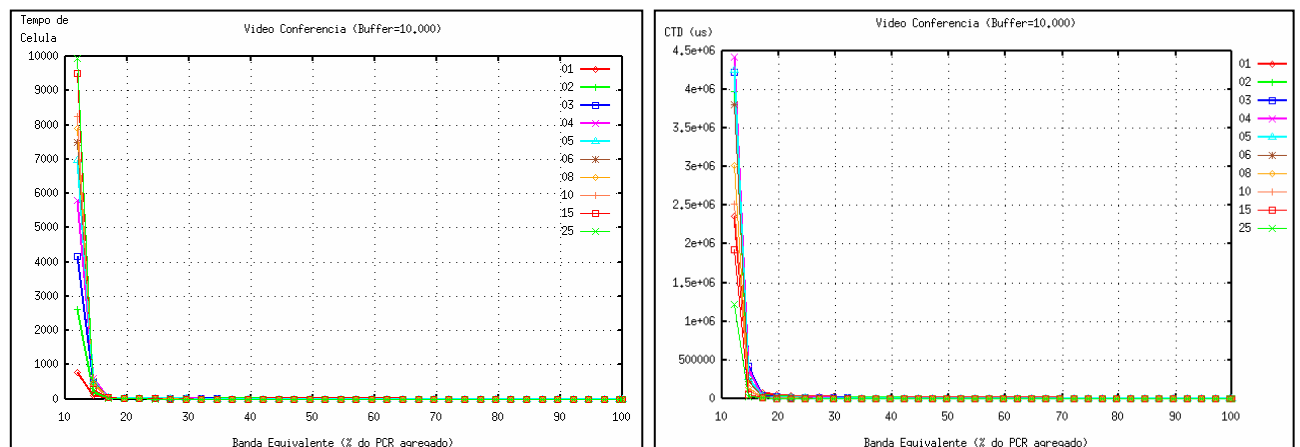 Tempo de
Celula
Video Conferencia (Buffer=10.000)
10000
9000
8000
7000
6000
5000
4000
3000
2000
1000
0
01
02
03
04
05
06
08
10
15
25
10 20 30 40 50 60 70 80 90 100
Banda Equivalente (% do PCR agregado)
Video Conferencia (Buffer=10.000)
CTD (us)
4.5e+06
4e+06
3.5e+06
3e+06
2.5e+06
2e+06
1.5e+06
1e+06
500000
0
01
02
03
04
05
06
08
10
15
25
10 20 30 40 50 60 70 80 90 100
Banda Equivalente (% do PCR agregado)